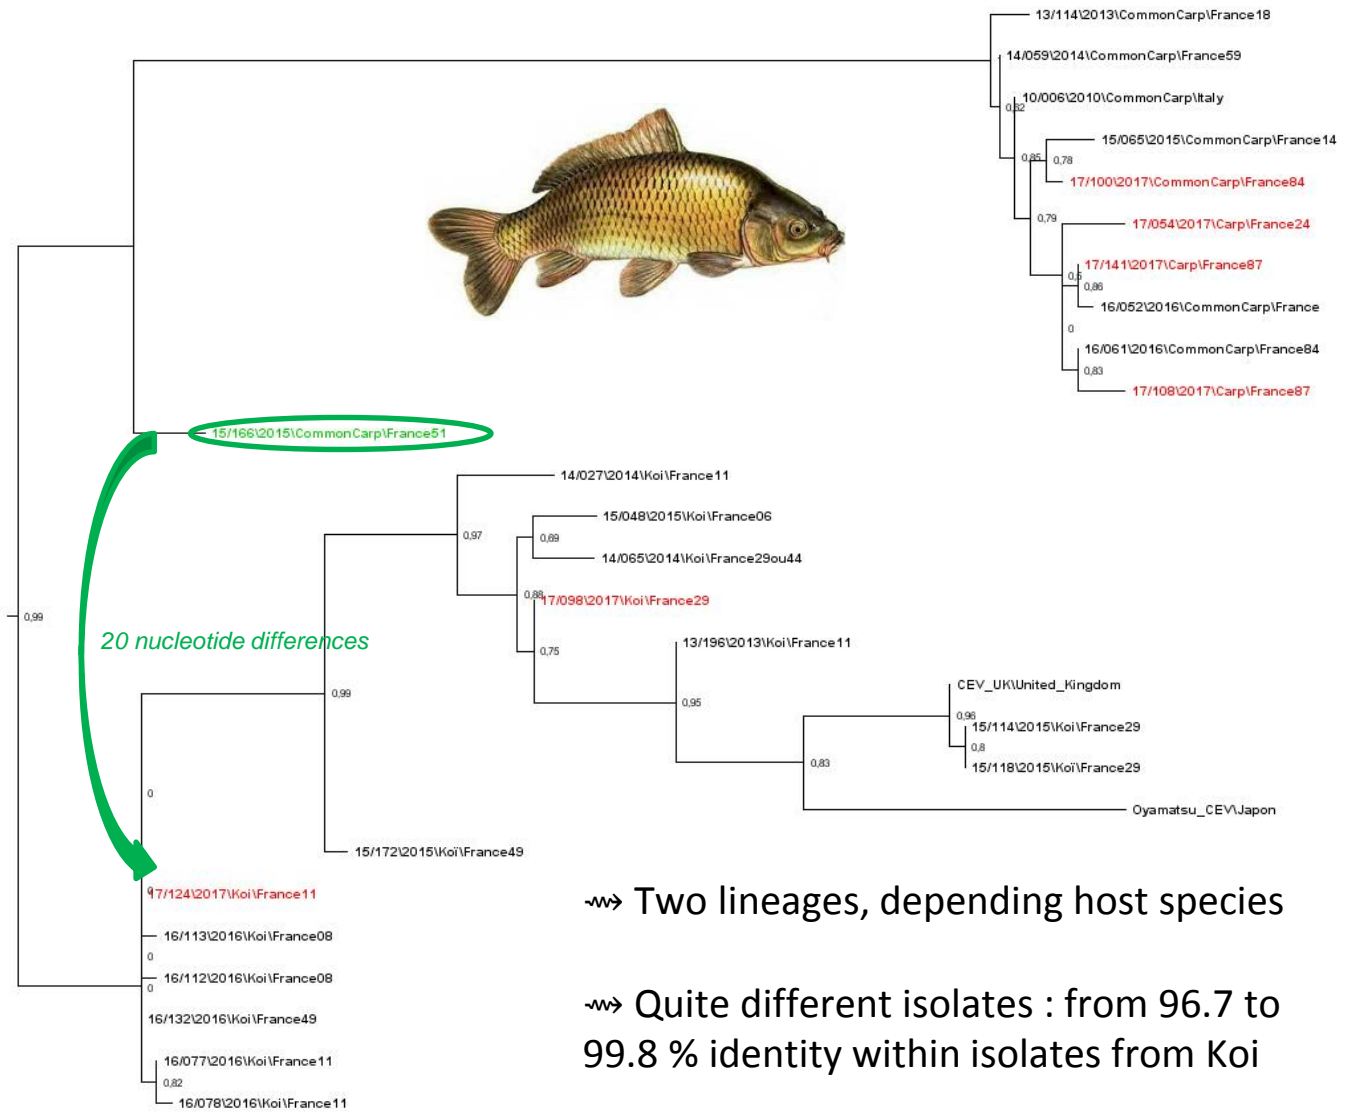 13/114\2013\CommonCarp\France18
14/059\2014\CommonCarp\France59
0,82
10/006\2010\CommonCarp\Italy
15/065\2015\CommonCarp\France14
0,85
0,78
17/100\2017\CommonCarp\France84
0,79
17/054\2017\Carp\France24
17/141\2017\Carp\France87
0,86
16/052\2016\CommonCarp\France
0
16/061\2016\CommonCarp\France84
0,83
17/108\2017\Carp\France87
15/166\2015\CommonCarp\France51
14/027\2014\Koi\France11
15/048\2015\Koi\France06
0,97
0,69
14/065\2014\Koi\France29ou44
0,88
17/098\2017\Koi\France29
0,99
20 nucleotide differences
13/196\2013\Koi\France11
0,75
CEV_UK\United_Kingdom
0,99
0,95
0,96
15/114\2015\Koi\France29
0,8
0,83
15/118\2015\Koï\France29
0
Oyamatsu_CEV\Japon
15/172\2015\Koï\France49
0
17/124\2017\Koi\France11
⇝ Two lineages, depending host species
16/113\2016\Koi\France08
0
16/112\2016\Koi\France08
0
⇝ Quite different isolates : from 96.7 to
16/132\2016\Koi\France49
99.8 % identity within isolates from Koi
16/077\2016\Koi\France11
0,82
16/078\2016\Koi\France11